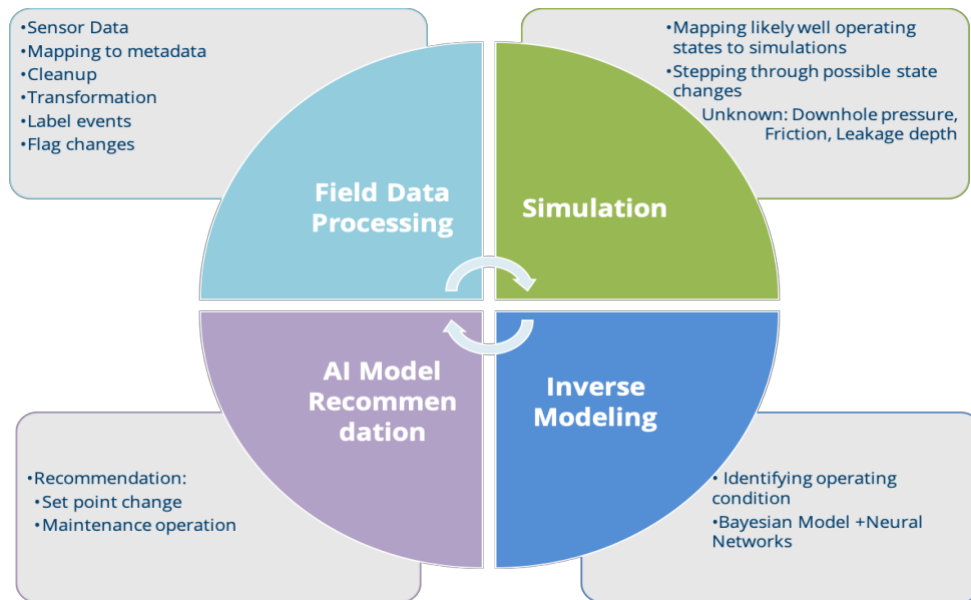 •Sensor Data
•Mapping to metadata
•Cleanup
•Transformation
•Label events
•Flag changes
Field Data
Processing
•Mapping likely well operating
states to simulations
•Stepping through possible state
changes
Unknown: Downhole pressure,
Friction, Leakage depth
Simulation
AI Model
Recommen
dation
•Recommendation:
•Set point change
•Maintenance operation
Inverse
Modeling
• Identifying operating
condition
•Bayesian Model +Neural
Networks